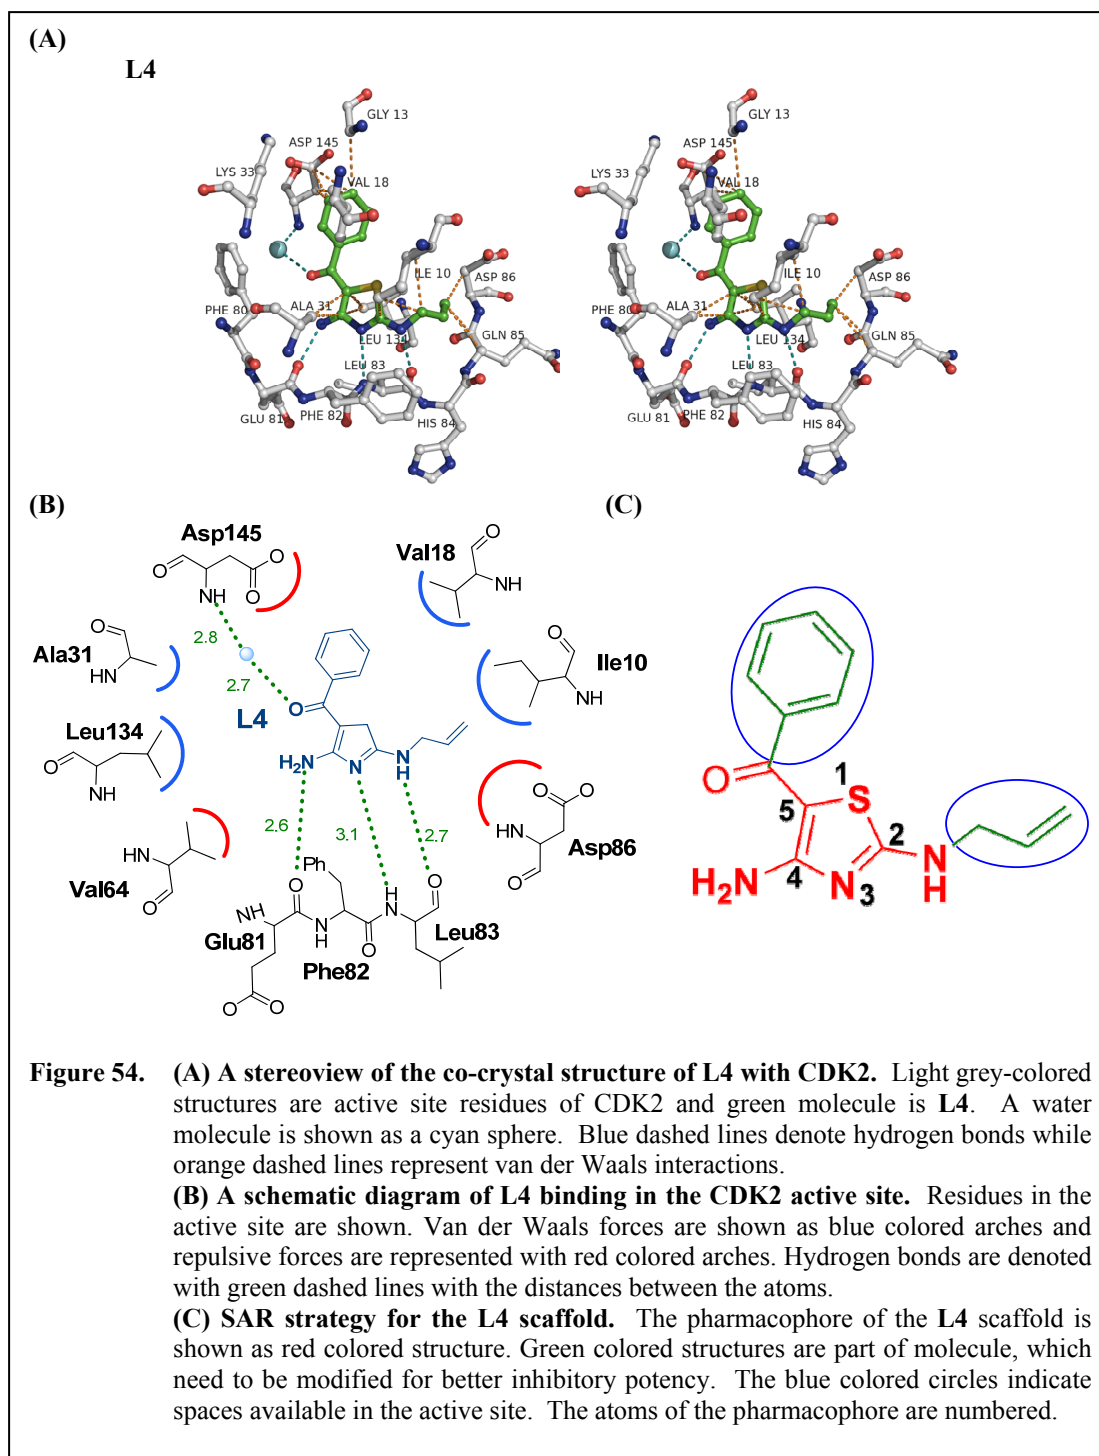 (A)
L4
GLY 13
ASP 145
LYS 33
VAL 18
ILE 10
ASP 86
ALA 31
PHE 80
LEU 134
GLN 85
LEU 83
GLU 81
PHE 82
HIS 84
GLY 13
ASP 145
LYS 33
VAL 18
ILE 10
ASP 86
ALA 31
PHE 80
LEU 134
GLN 85
LEU 83
GLU 81
PHE 82
HIS 84
(B)
Asp145
O
O
O
NH
Val18
O
NH
2.8
Ala31
O
NH
2.7
Ile10
O
NH
L4
O
Leu134
O
NH
H2N
N
N
H
Asp86
O
O
NH
O
2.6
3.1
2.7
Val64
NH
O
Ph
O
NH
N
H
O
H
N
O
Leu83
Glu81
Phe82
O
O
(C)
O
1
S
5
2
4
N
3
N
H
H2N
Figure 54. (A) A stereoview of the co-crystal structure of L4 with CDK2. Light grey-colored
structures are active site residues of CDK2 and green molecule is L4. A water
molecule is shown as a cyan sphere. Blue dashed lines denote hydrogen bonds while
orange dashed lines represent van der Waals interactions.
(B) A schematic diagram of L4 binding in the CDK2 active site. Residues in the
active site are shown. Van der Waals forces are shown as blue colored arches and
repulsive forces are represented with red colored arches. Hydrogen bonds are denoted
with green dashed lines with the distances between the atoms.
(C) SAR strategy for the L4 scaffold. The pharmacophore of the L4 scaffold is
shown as red colored structure. Green colored structures are part of molecule, which
need to be modified for better inhibitory potency. The blue colored circles indicate
spaces available in the active site. The atoms of the pharmacophore are numbered.